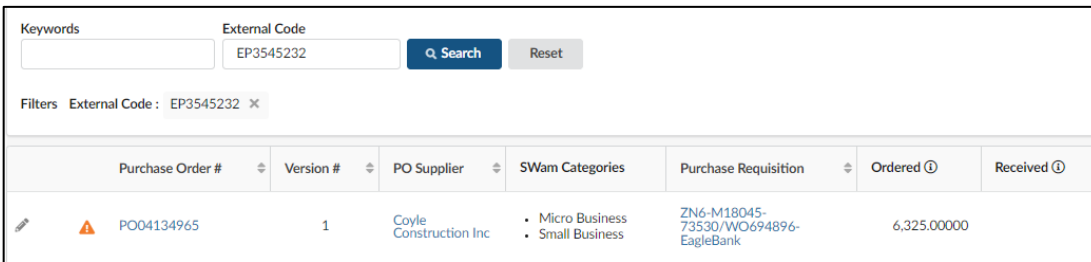 Keywords External Code
EP3545232 Search Reset
Filters External Code : EP3545232 ×
Purchase Order # Version # PO Supplier SWam Categories Purchase Requisition Ordered ⓘ Received ⓘ
PO04134965 1 Coyle Construction Inc • Micro Business • Small Business ZN6-M18045-73530/WO694896-EagleBank 6,325.00000